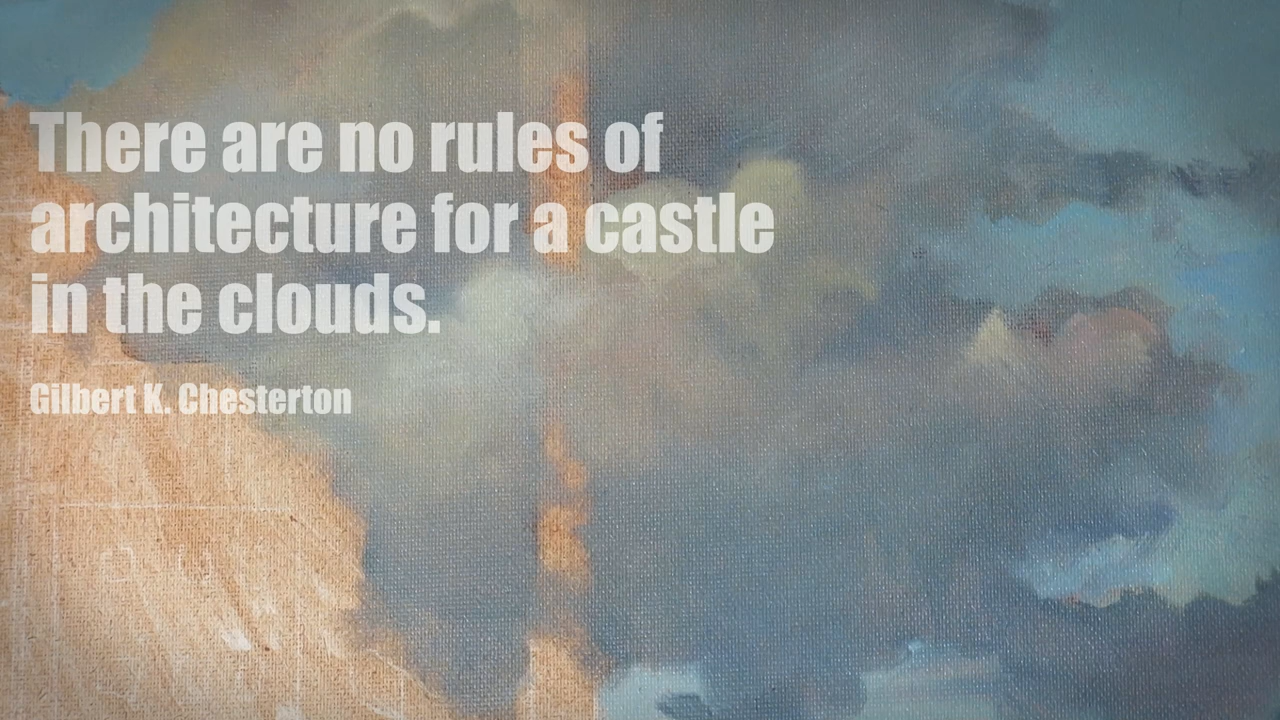 There are no rules of
architecture for a castle
in the clouds.
Gilbert K. Chesterton